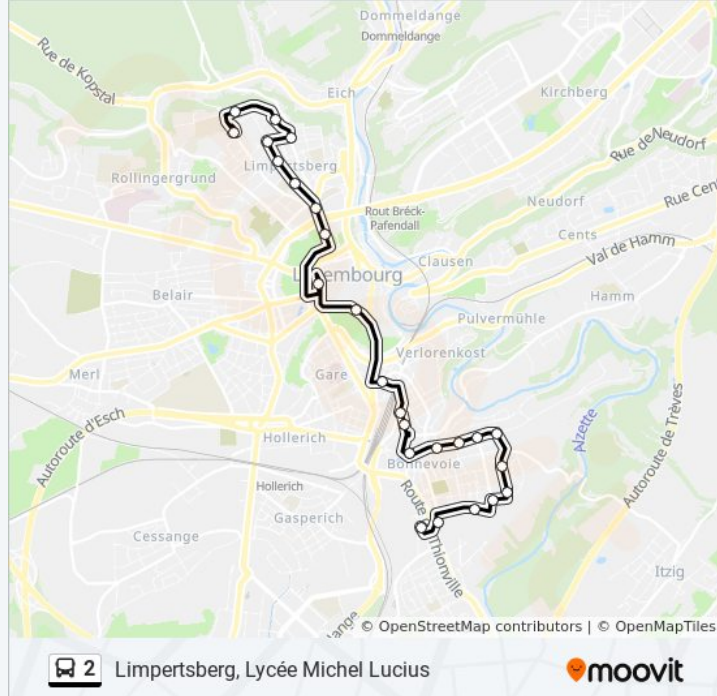 Dommeldange
Dommeldange
Rue de Kopstal
Eich
Kirchberg
Limpertsberg
Rue de Neudorf
Rollingergrund
Rout Bréck-
Pafendall
Neudorf
Rue Cent
Cents
Val de Hamm
Clausen
Luxembourg
Belair
Hamm
Pulvermühle
Verlorenkost
Merl
Gare
Autoroute d'Esch
Alzette
Autoroute de Trèves
Hollerich
Bonnevoie
Hollerich
Route
Thionville
Gasperich
Cessange
Itzig
lange
© OpenStreetMap contributors | © OpenMapTiles
2 Limpertsberg, Lycée Michel Lucius
moovit